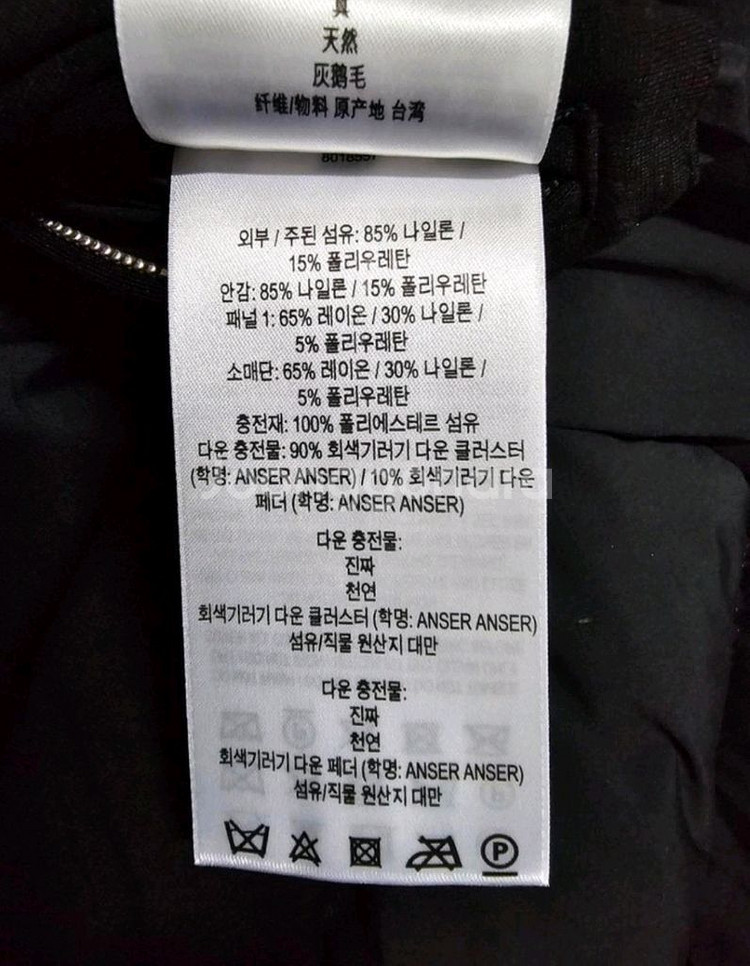 真
天然
灰鹅毛
纤维/物料 原产地 台湾
外部 / 주된 섬유: 85% 나일론 /
15% 폴리우레탄
안감: 85% 나일론 / 15% 폴리우레탄
패널 1: 65% 레이온 / 30% 나일론 /
5% 폴리우레탄
소매단: 65% 레이온 / 30% 나일론 /
5% 폴리우레탄
충전재: 100% 폴리에스테르 섬유
다운 충전물: 90% 회색기러기 다운 클러스터
(학명: ANSER ANSER) / 10% 회색기러기 다운
페더 (학명: ANSER ANSER)
다운 충전물:
진짜
천연
회색기러기 다운 클러스터 (학명: ANSER ANSER)
섬유/직물 원산지 대만
다운 충전물:
진짜
천연
회색기러기 다운 페더 (학명: ANSER ANSER)
섬유/직물 원산지 대만
P